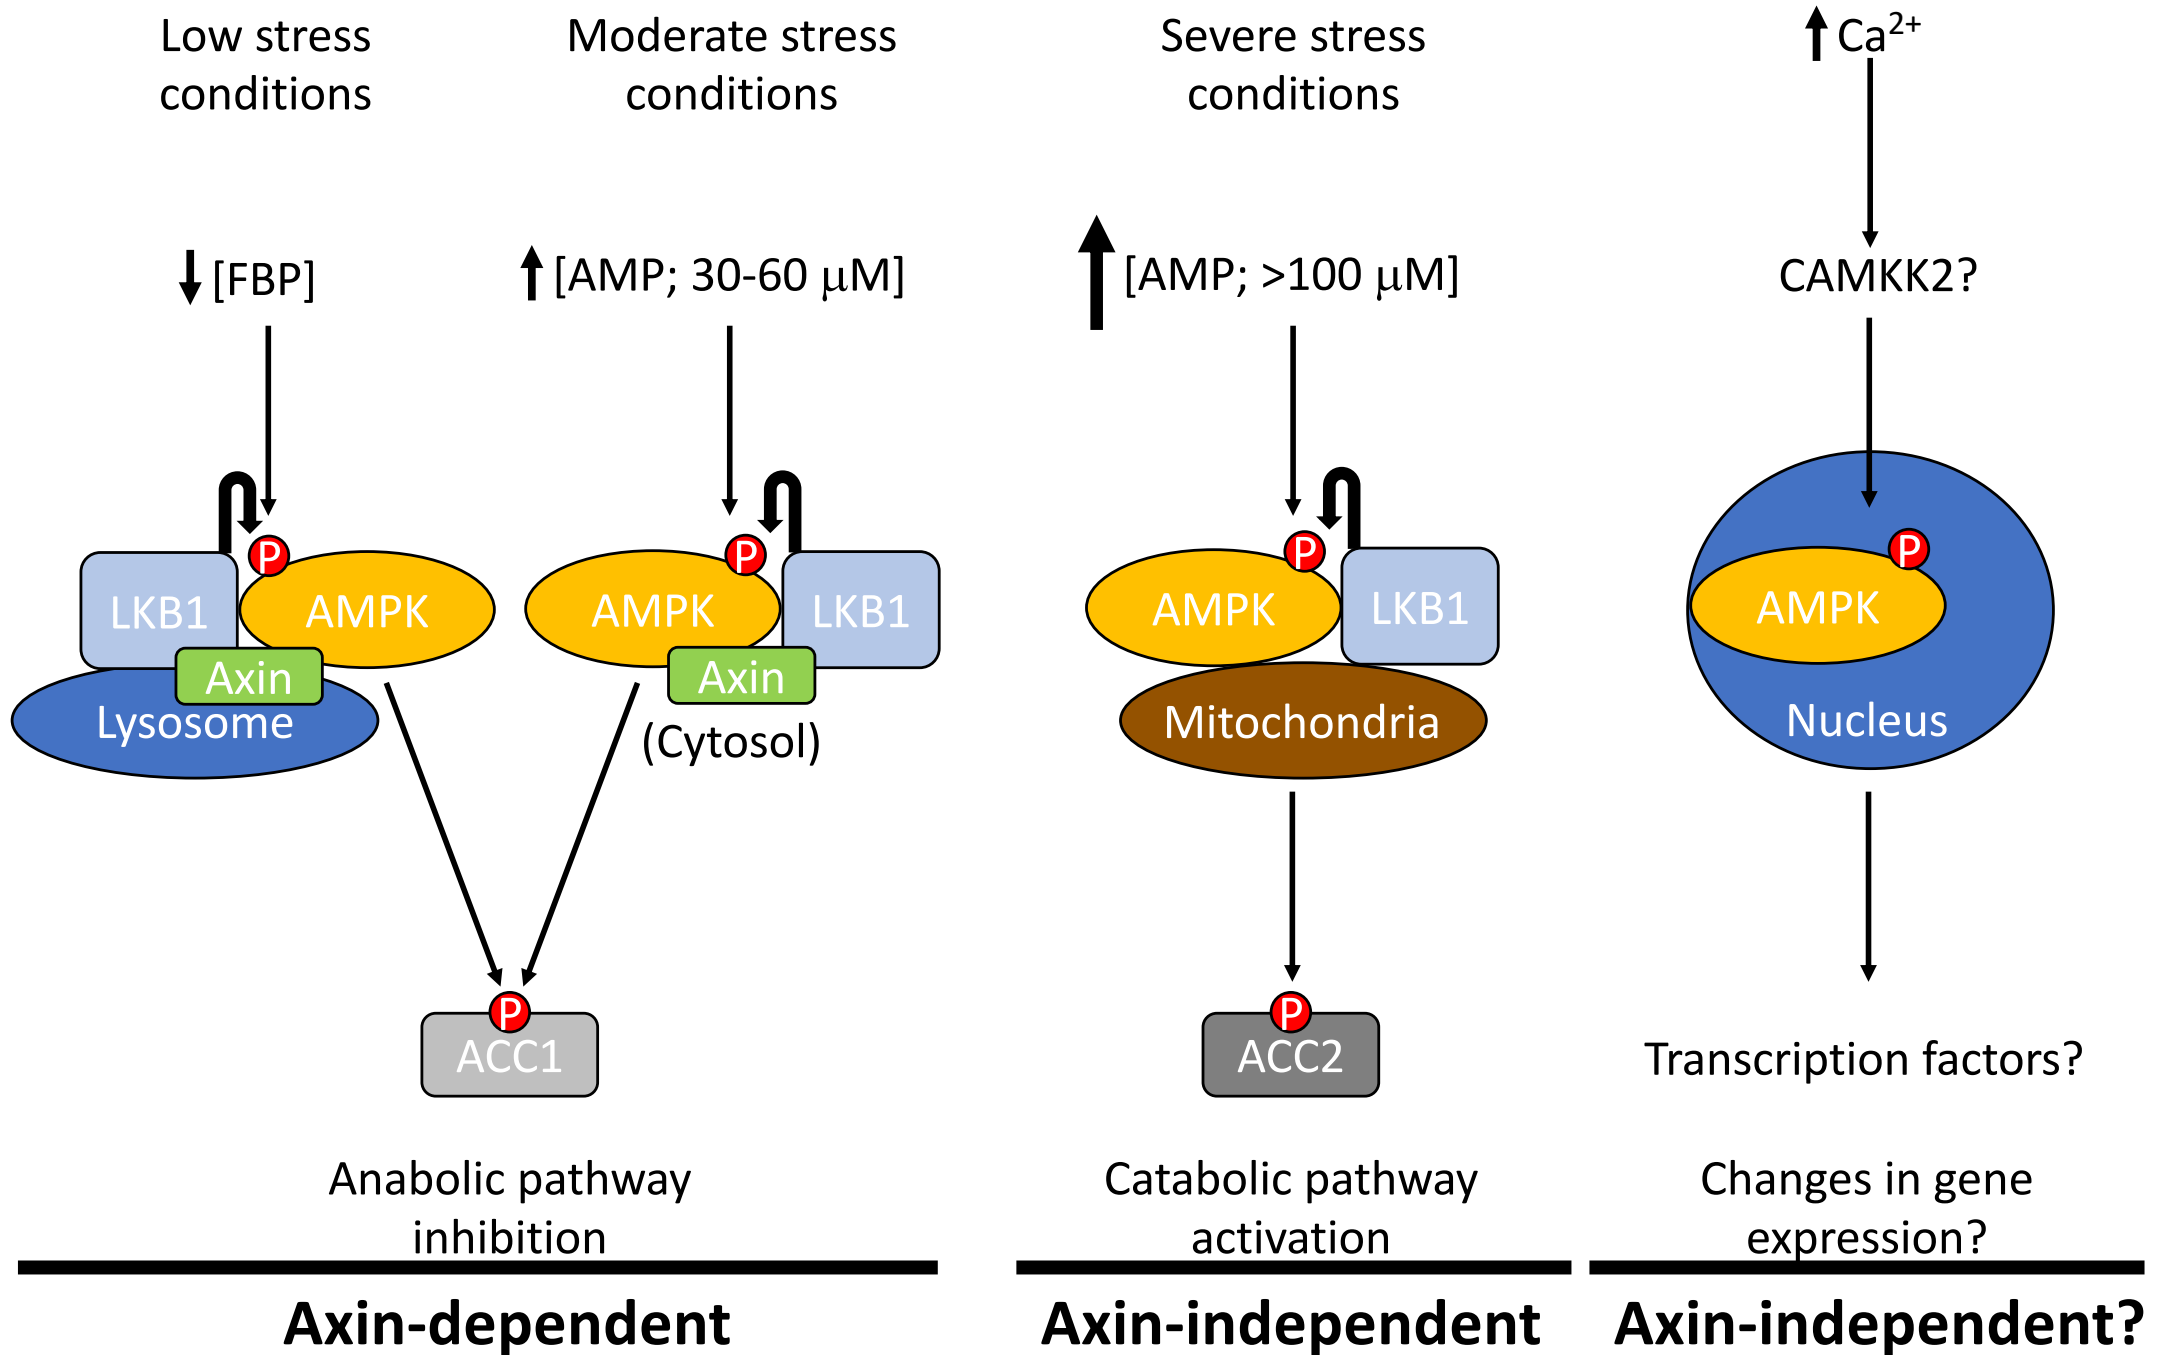 Low stress
conditions
Moderate stress
conditions
Severe stress
conditions
Ca²⁺
[FBP]
[AMP; 30-60 μM]
[AMP; >100 μM]
CAMKK2?
P
LKB1
AMPK
Axin
Lysosome
P
AMPK
LKB1
Axin
(Cytosol)
P
AMPK
LKB1
Mitochondria
P
AMPK
Nucleus
P
ACC1
P
ACC2
Transcription factors?
Anabolic pathway
inhibition
Catabolic pathway
activation
Changes in gene
expression?
Axin-dependent
Axin-independent
Axin-independent?